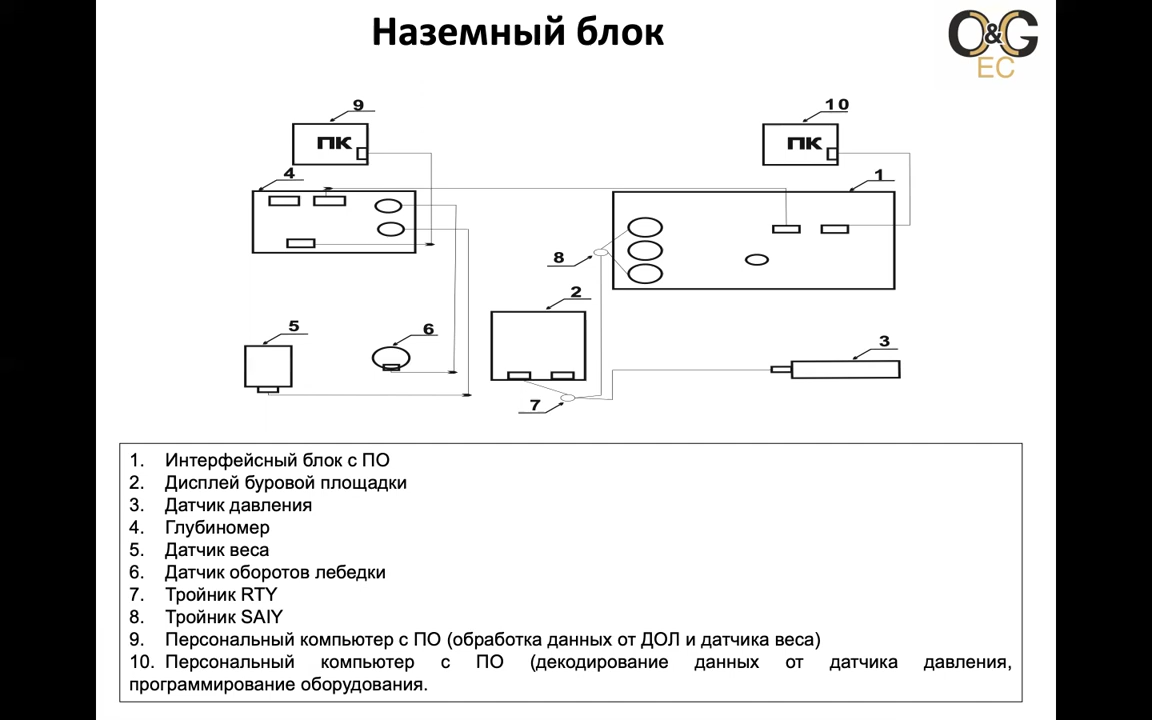 Наземный блок
O&G
EC
9
10
ПК
ПК
4
1
8
2
5
6
3
7
1. Интерфейсный блок с ПО
2. Дисплей буровой площадки
3. Датчик давления
4. Глубиномер
5. Датчик веса
6. Датчик оборотов лебедки
7. Тройник RTY
8. Тройник SAIY
9. Персональный компьютер с ПО (обработка данных от ДОЛ и датчика веса)
10. Персональный компьютер с ПО (декодирование данных от датчика давления,
программирование оборудования.